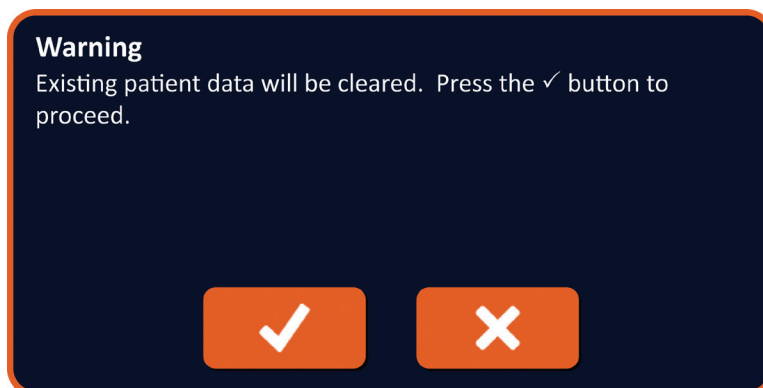 Warning
Existing patient data will be cleared.  Press the ✓ button to
proceed.